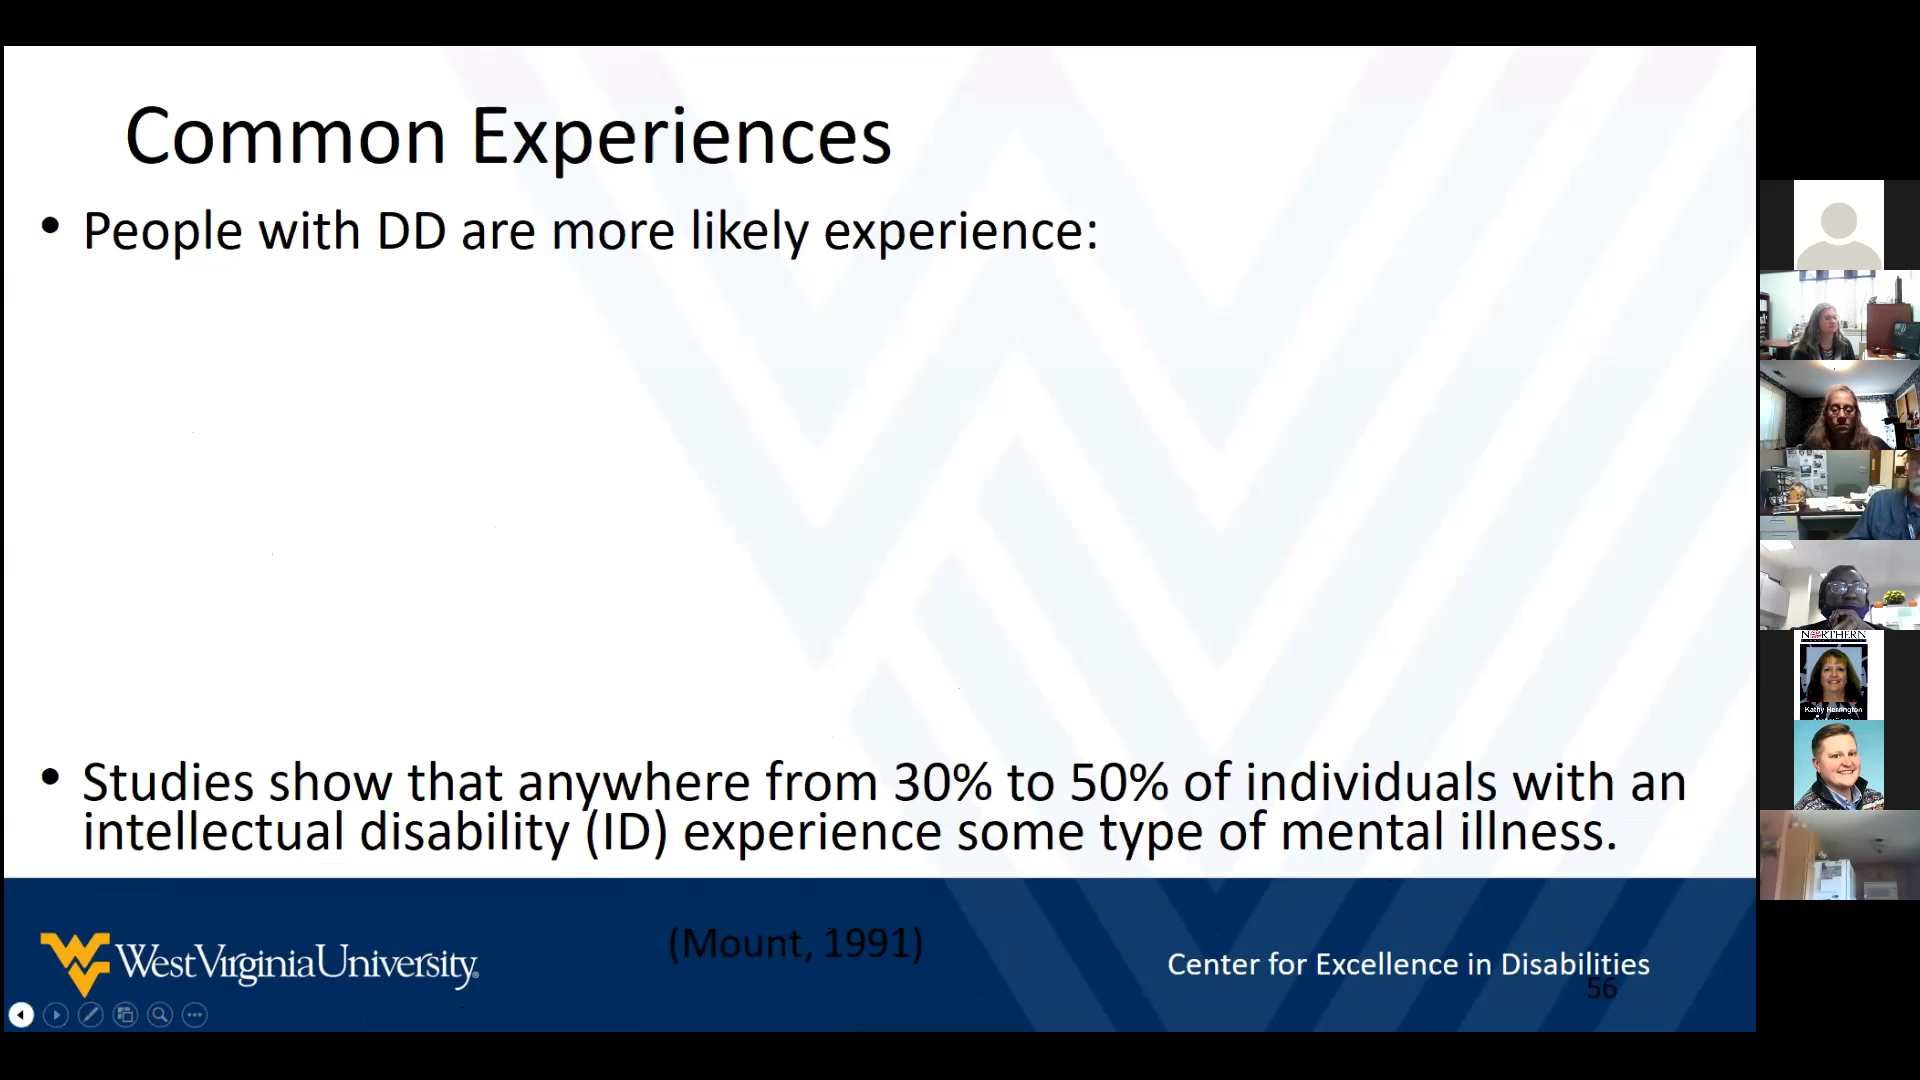 Common Experiences
• People with DD are more likely experience:
• Studies show that anywhere from 30% to 50% of individuals with an
intellectual disability (ID) experience some type of mental illness.
WestVirginiaUniversity.
(Mount, 1991)
Center for Excellence in Disabilities
56
NORTHERN
Kathy Herrington